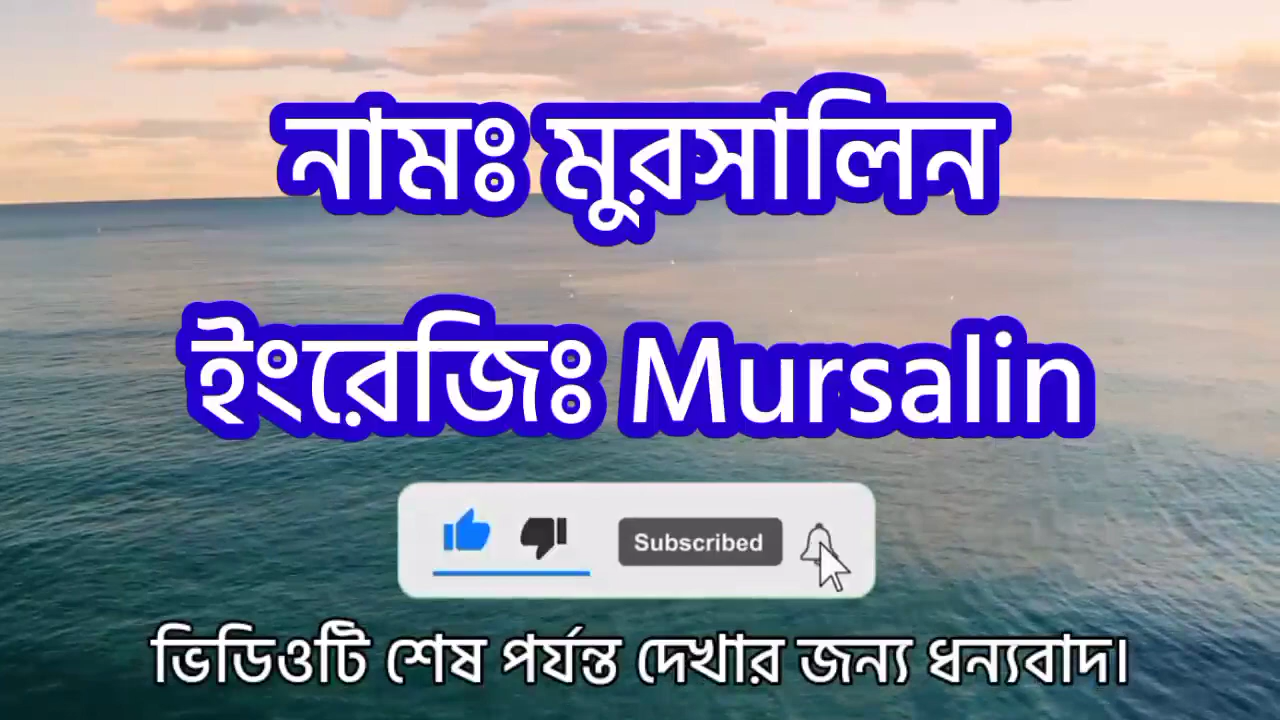 নামঃ মুরসালিন
ইংরেজিঃ Mursalin
Subscribed
ভিডিওটি শেষ পর্যন্ত দেখার জন্য ধন্যবাদ।